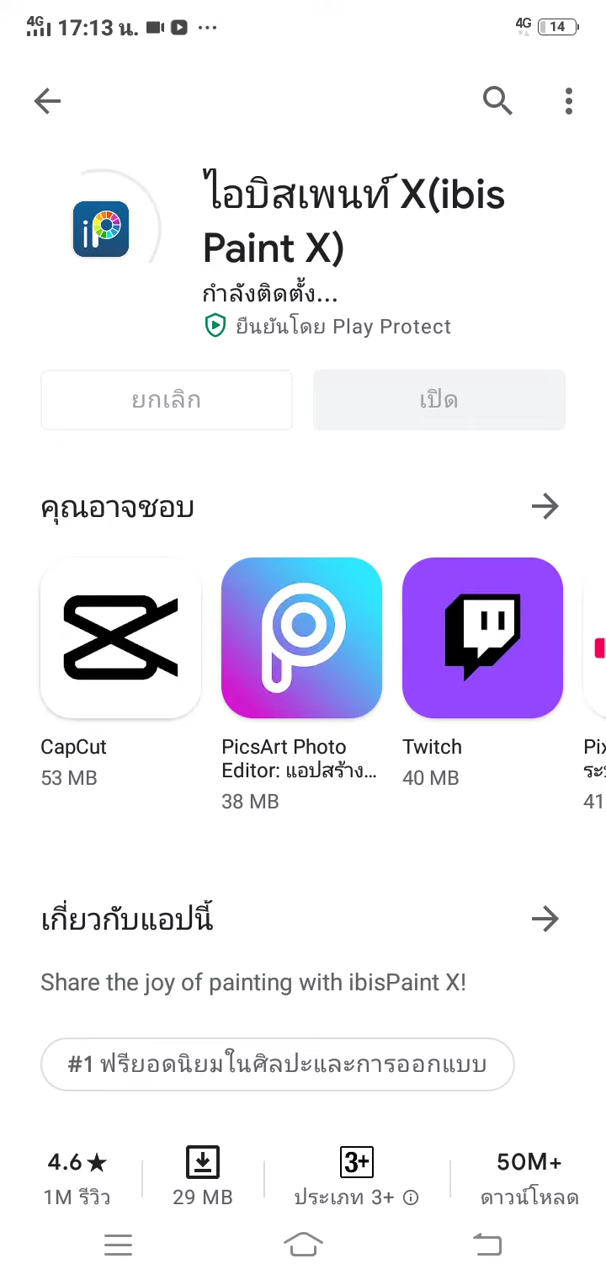 4G 17:13 น. ... 4G 14
iP
ไอบิสเพนท์ X(ibis
Paint X)
กำลังติดตั้ง...
ยืนยันโดย Play Protect
ยกเลิก เปิด
คุณอาจชอบ
CapCut
53 MB
PicsArt Photo
Editor: แอปสร้าง...
38 MB
Twitch
40 MB
41
เกี่ยวกับแอปนี้
Share the joy of painting with ibisPaint X!
#1 ฟรียอดนิยมในศิลปะและการออกแบบ
4.6★ 3+ 50M+
1M รีวิว 29 MB ประเภท 3+ ดาวน์โหลด